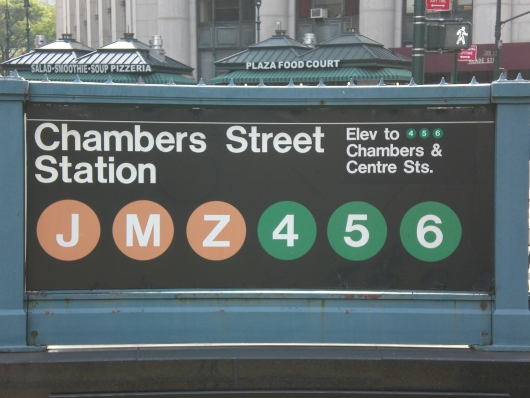 SALAD-SMOOTHIE-SOUP PIZZERIA
PLAZA FOOD COURT
Chambers Street
Station
Elev to 4 5 6
Chambers &
Centre Sts.
J M Z 4 5 6